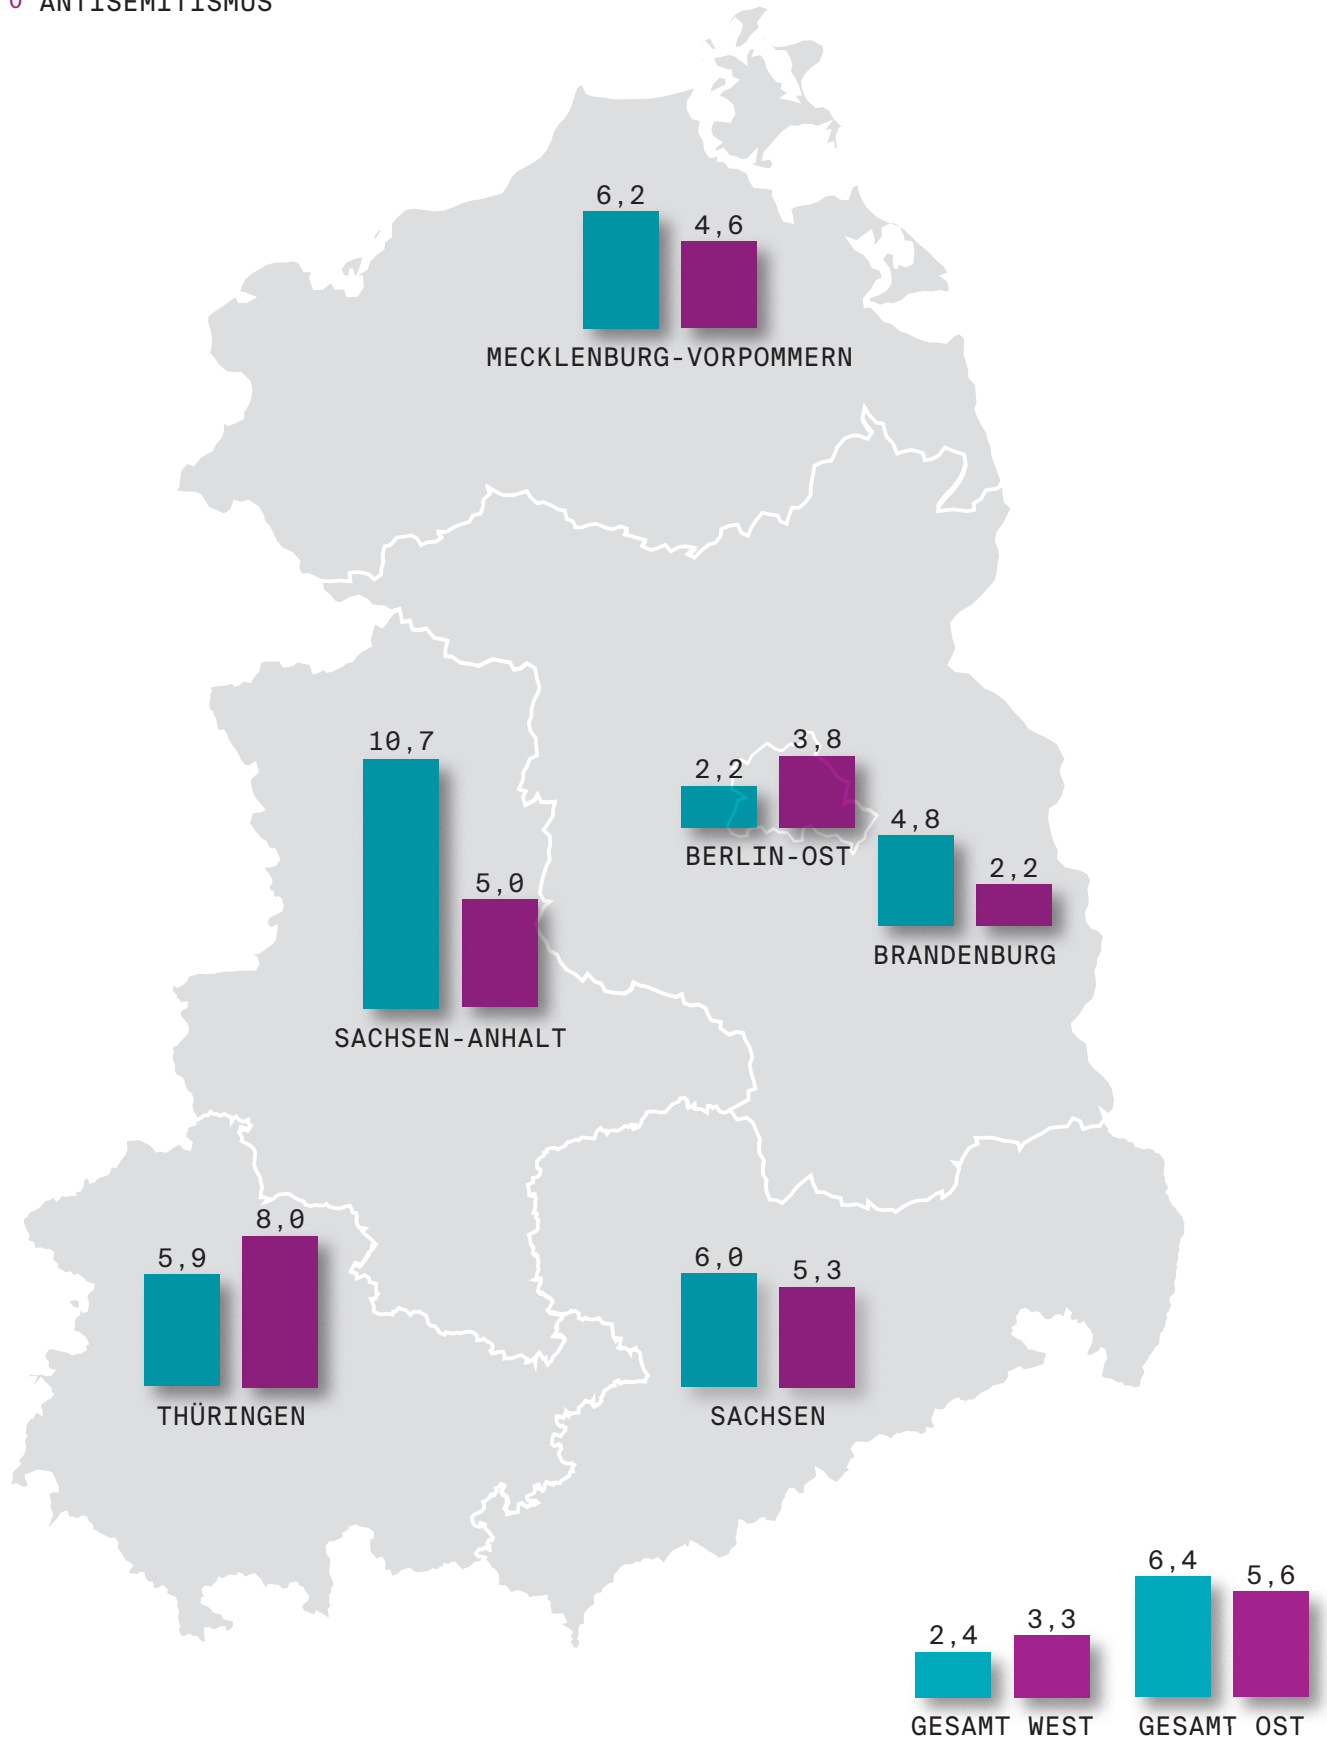 ANTISEMITISMUS
6,2
4,6
MECKLENBURG-VORPOMMERN
10,7
5,0
SACHSEN-ANHALT
2,2
3,8
BERLIN-OST
4,8
2,2
BRANDENBURG
5,9
8,0
THÜRINGEN
6,0
5,3
SACHSEN
2,4
3,3
GESAMT WEST
6,4
5,6
GESAMT OST